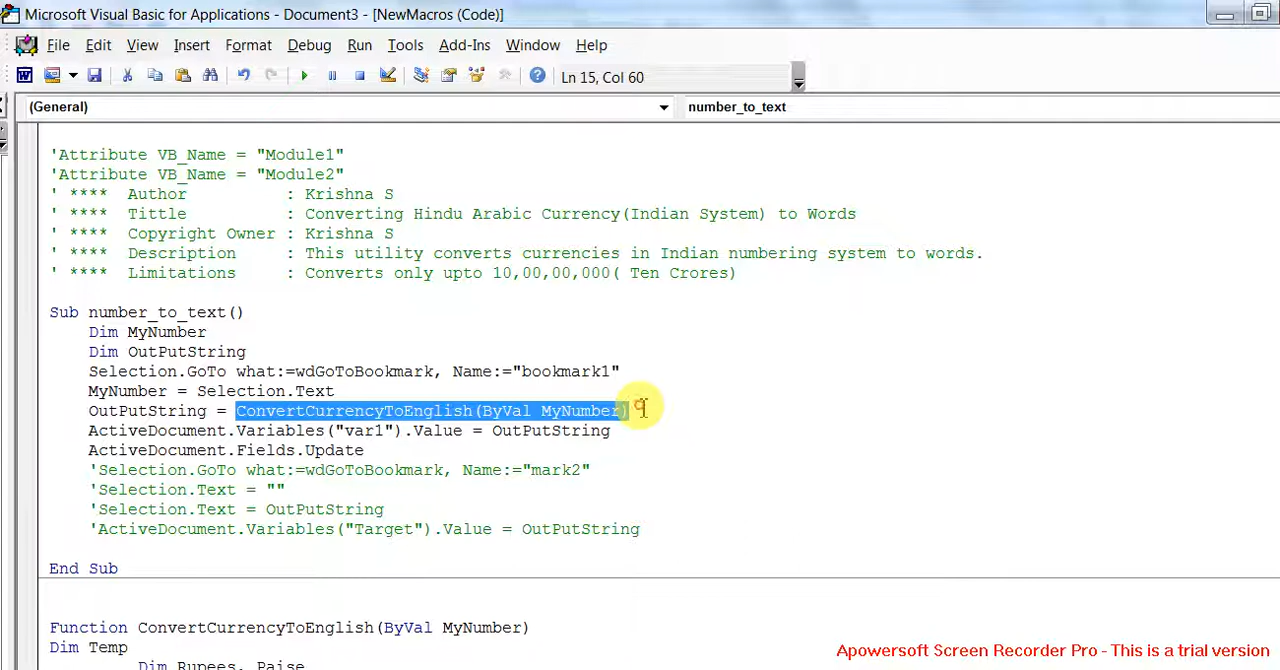 Microsoft Visual Basic for Applications - Document3 - [NewMacros (Code)]
File Edit View Insert Format Debug Run Tools Add-Ins Window Help
Ln 15, Col 60
(General) number_to_text
'Attribute VB_Name = "Module1"
'Attribute VB_Name = "Module2"
' **** Author : Krishna S
' **** Tittle : Converting Hindu Arabic Currency(Indian System) to Words
' **** Copyright Owner : Krishna S
' **** Description : This utility converts currencies in Indian numbering system to words.
' **** Limitations : Converts only upto 10,00,00,000( Ten Crores)
Sub number_to_text()
Dim MyNumber
Dim OutPutString
Selection.GoTo what:=wdGoToBookmark, Name:="bookmark1"
MyNumber = Selection.Text
OutPutString = ConvertCurrencyToEnglish(ByVal MyNumber)
ActiveDocument.Variables("var1").Value = OutPutString
ActiveDocument.Fields.Update
'Selection.GoTo what:=wdGoToBookmark, Name:="mark2"
'Selection.Text = ""
'Selection.Text = OutPutString
'ActiveDocument.Variables("Target").Value = OutPutString
End Sub
Function ConvertCurrencyToEnglish(ByVal MyNumber)
Dim Temp
Dim Rupees, Paise
Apowersoft Screen Recorder Pro - This is a trial version